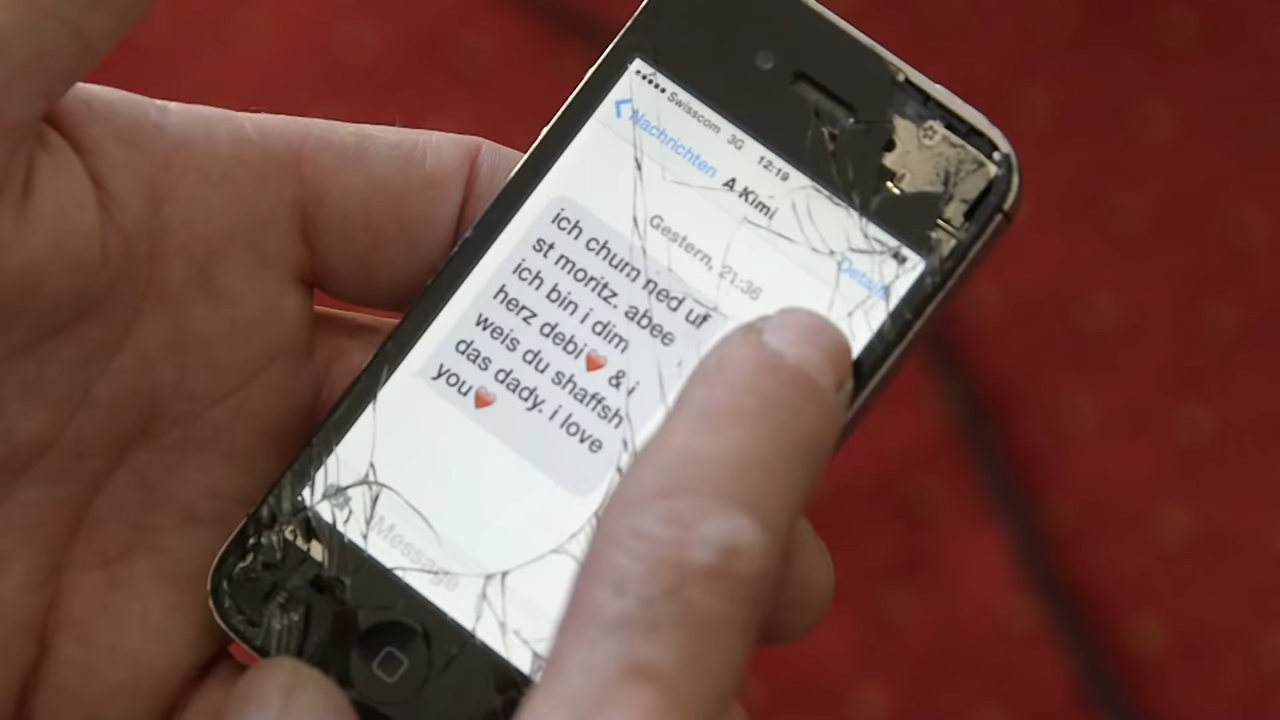 Swisscom 3G 12:19
Nachrichten A Kimi Details
Gestern, 21:36
ich chum ned uf
st moritz. abee
ich bin i dim
herz debi❤️ & i
weis du shaffsh
das dady. i love
you❤️
Message